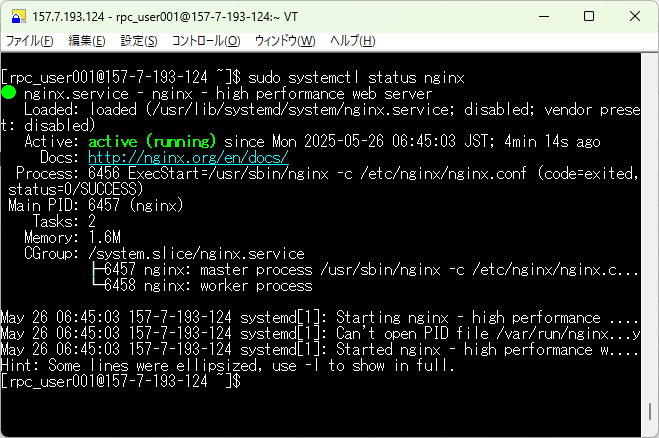 157.7.193.124 - rpc_user001@157-7-193-124:~ VT
ファイル(F) 編集(E) 設定(S) コントロール(O) ウィンドウ(W) ヘルプ(H)
[rpc_user001@157-7-193-124 ~]$ sudo systemctl status nginx
● nginx.service - nginx - high performance web server
Loaded: loaded (/usr/lib/systemd/system/nginx.service; disabled; vendor prese
t: disabled)
Active: active (running) since Mon 2025-05-26 06:45:03 JST; 4min 14s ago
Docs: http://nginx.org/en/docs/
Process: 6456 ExecStart=/usr/sbin/nginx -c /etc/nginx/nginx.conf (code=exited,
status=0/SUCCESS)
Main PID: 6457 (nginx)
Tasks: 2
Memory: 1.6M
CGroup: /system.slice/nginx.service
├─6457 nginx: master process /usr/sbin/nginx -c /etc/nginx/nginx.c...
└─6458 nginx: worker process
May 26 06:45:03 157-7-193-124 systemd[1]: Starting nginx - high performance ....
May 26 06:45:03 157-7-193-124 systemd[1]: Can't open PID file /var/run/nginx...y
May 26 06:45:03 157-7-193-124 systemd[1]: Started nginx - high performance w....
Hint: Some lines were ellipsized, use -l to show in full.
[rpc_user001@157-7-193-124 ~]$